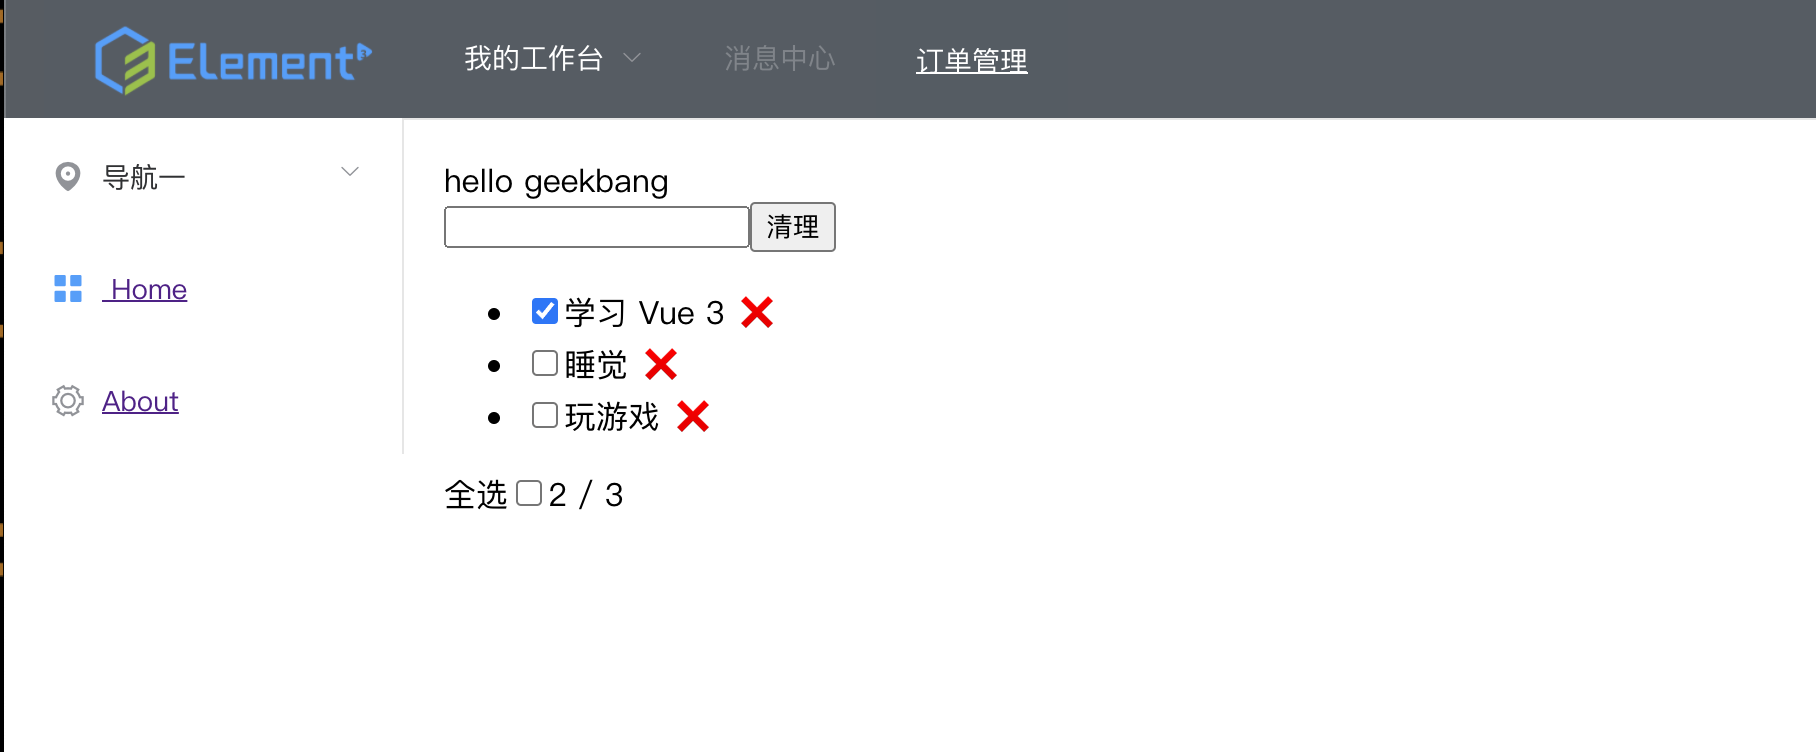 Element 3 我的工作台 消息中心 订单管理
导航一
Home
About
hello geekbang
清理
学习 Vue 3 ❌
睡觉 ❌
玩游戏 ❌
全选 2 / 3